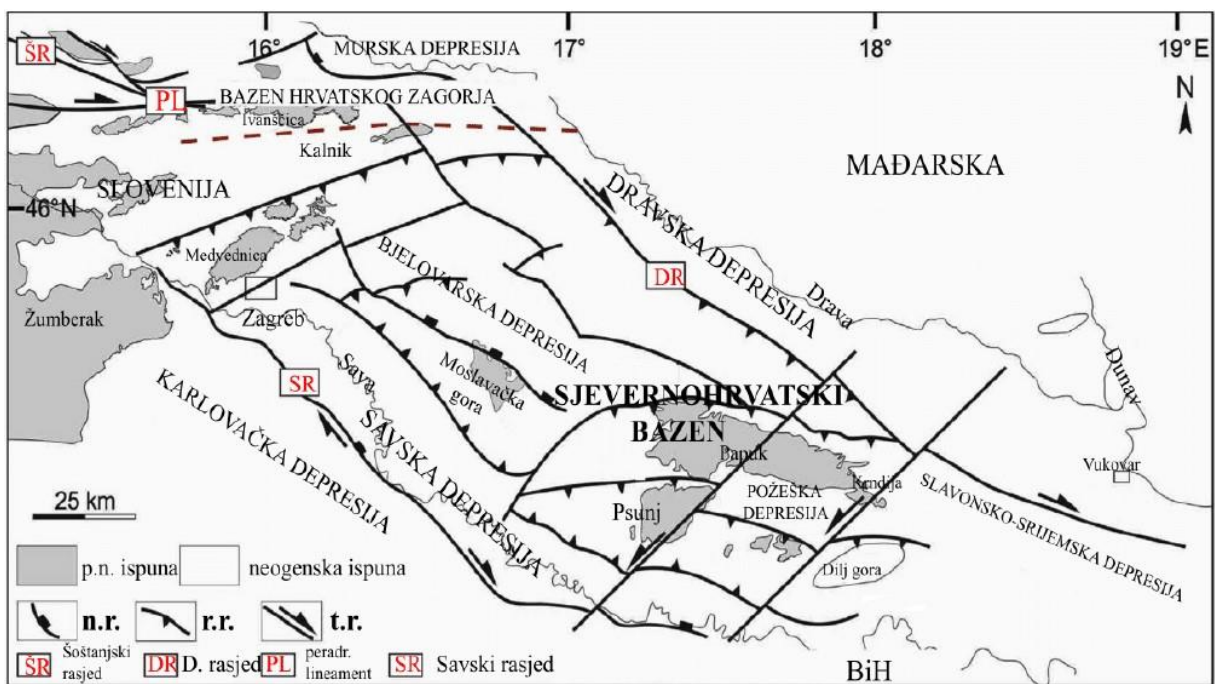 16°
17°
18°
19°E
ŠR
MURSKA DEPRESIJA
N
PL
BAZEN HRVATSKOG ZAGORJA
Ivanščica
Kalnik
MAĐARSKA
SLOVENIJA
46°N
DRAVSKA DEPRESIJA
Medvednica
BJELOVARSKA DEPRESIJA
DR
Drava
Žumberak
Zagreb
Dunav
Sava
Moslavačka
gora
SR
KARLOVAČKA DEPRESIJA
SAVSKA DEPRESIJA
SJEVERNOHRVATSKI
BAZEN
Papuk
Vukovar
Krndija
SLAVONSKO-SRIJEMSKA DEPRESIJA
25 km
Psunj
POŽEŠKA
DEPRESIJA
Dilj gora
p.n. ispuna
neogenska ispuna
n.r.
r.r.
t.r.
ŠR
Šoštanjski
rasjed
DR
D. rasjed
PL
peradr.
lineament
SR
Savski rasjed
BiH